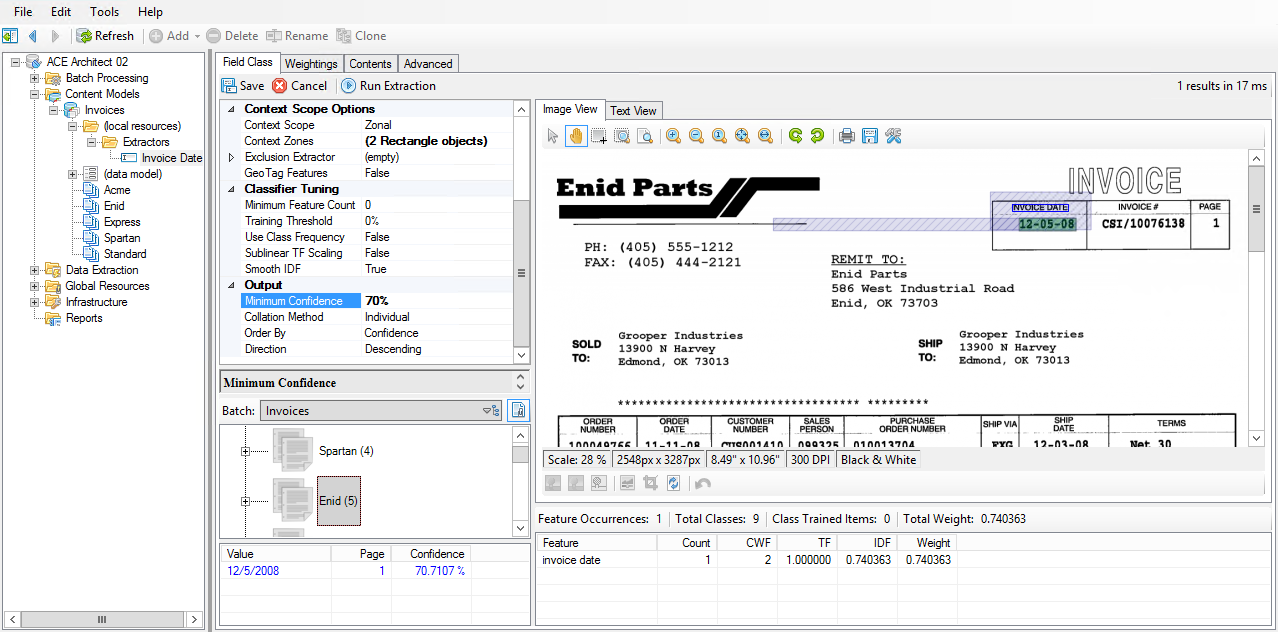 File Edit Tools Help
Refresh Add Delete Rename Clone
ACE Architect 02
Batch Processing
Content Models
Invoices
(local resources)
Extractors
Invoice Date
(data model)
Acme
Enid
Express
Spartan
Standard
Data Extraction
Global Resources
Infrastructure
Reports
Field Class Weightings Contents Advanced
Save Cancel Run Extraction 1 results in 17 ms
Context Scope Options
Context Scope Zonal
Context Zones (2 Rectangle objects)
Exclusion Extractor (empty)
GeoTag Features False
Classifier Tuning
Minimum Feature Count 0
Training Threshold 0%
Use Class Frequency False
Sublinear TF Scaling False
Smooth IDF True
Output
Minimum Confidence 70%
Collation Method Individual
Order By Confidence
Direction Descending
Minimum Confidence
Batch: Invoices
Spartan (4)
Enid (5)
Value Page Confidence
12/5/2008 1 70.7107 %
Image View Text View
Enid Parts
INVOICE
INVOICE DATE INVOICE # PAGE
12-05-08 CSI/10076138 1
PH: (405) 555-1212
FAX: (405) 444-2121
REMIT TO:
Enid Parts
586 West Industrial Road
Enid, OK 73703
SOLD TO:
Grooper Industries
13900 N Harvey
Edmond, OK 73013
SHIP TO:
Grooper Industries
13900 N Harvey
Edmond, OK 73013
********************************** *********
ORDER NUMBER ORDER DATE CUSTOMER NUMBER SALES PERSON PURCHASE ORDER NUMBER SHIP VIA SHIP DATE TERMS
100049766 11-11-08 CUS001410 099325 010013704 FXG 12-03-08 Net 30
Scale: 28 % 2548px x 3287px 8.49" x 10.96" 300 DPI Black & White
Feature Occurrences: 1 Total Classes: 9 Class Trained Items: 0 Total Weight: 0.740363
Feature Count CWF TF IDF Weight
invoice date 1 2 1.000000 0.740363 0.740363